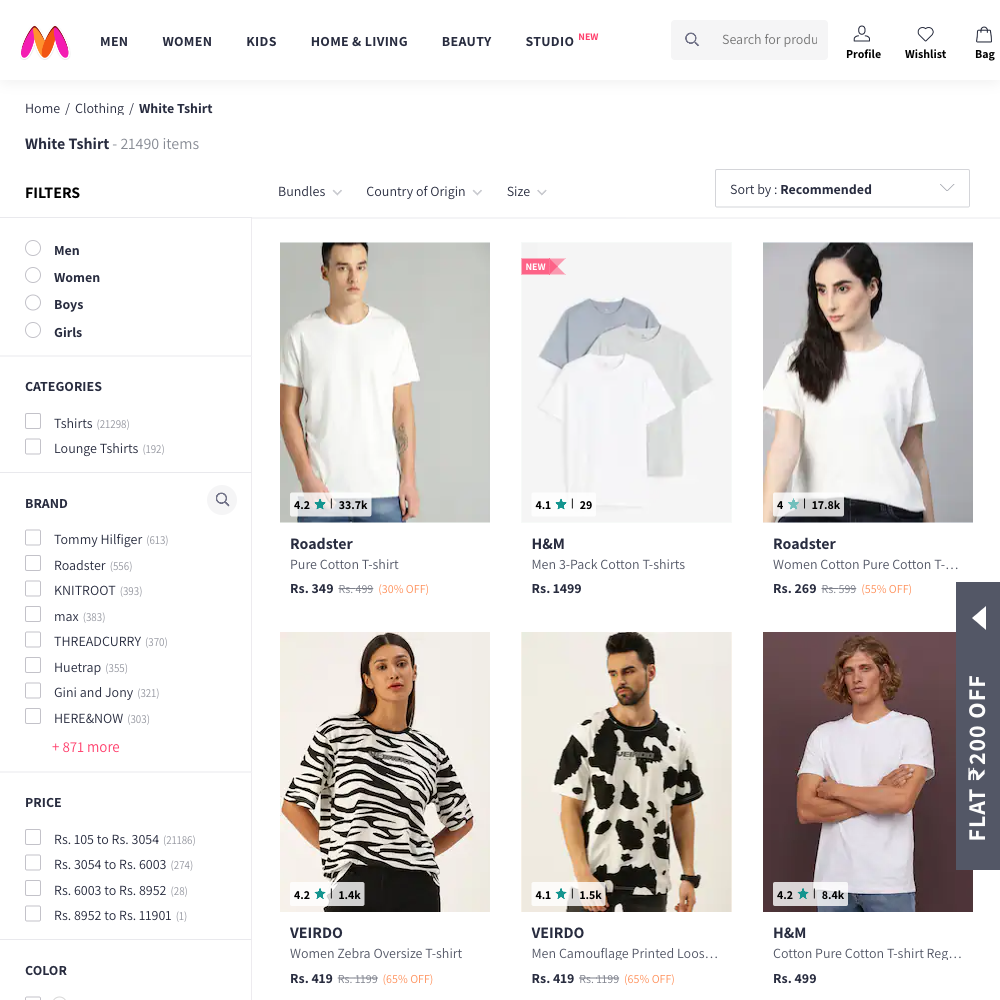 MEN WOMEN KIDS HOME & LIVING BEAUTY STUDIO NEW Search for produ Profile Wishlist Bag
Home / Clothing / White Tshirt
White Tshirt - 21490 items
FILTERS
Bundles Country of Origin Size Sort by : Recommended
Men
Women
Boys
Girls
CATEGORIES
Tshirts (21298)
Lounge Tshirts (192)
BRAND
Tommy Hilfiger (613)
Roadster (556)
KNITROOT (393)
max (383)
THREADCURRY (370)
Huetrap (355)
Gini and Jony (321)
HERE&NOW (303)
+ 871 more
PRICE
Rs. 105 to Rs. 3054 (21186)
Rs. 3054 to Rs. 6003 (274)
Rs. 6003 to Rs. 8952 (28)
Rs. 8952 to Rs. 11901 (1)
COLOR
4.2 | 33.7k
Roadster
Pure Cotton T-shirt
Rs. 349 Rs. 499 (30% OFF)
NEW
4.1 | 29
H&M
Men 3-Pack Cotton T-shirts
Rs. 1499
4 | 17.8k
Roadster
Women Cotton Pure Cotton T-...
Rs. 269 Rs. 599 (55% OFF)
VEIRDO
4.2 | 1.4k
VEIRDO
Women Zebra Oversize T-shirt
Rs. 419 Rs. 1199 (65% OFF)
VEIRDO
4.1 | 1.5k
VEIRDO
Men Camouflage Printed Loos...
Rs. 419 Rs. 1199 (65% OFF)
4.2 | 8.4k
H&M
Cotton Pure Cotton T-shirt Reg...
Rs. 499
FLAT ₹200 OFF